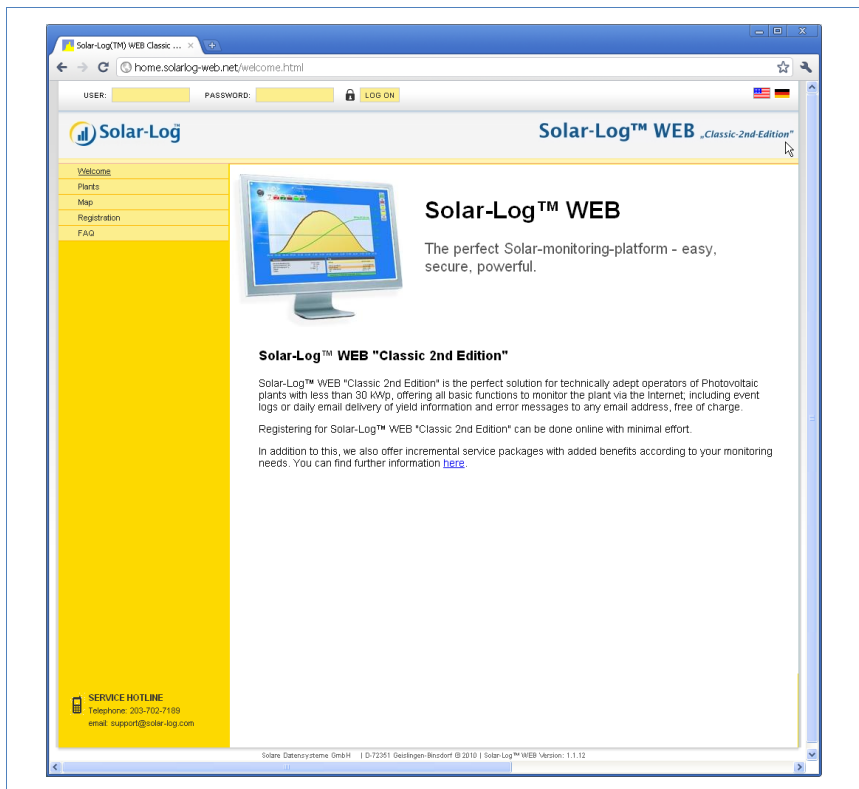 Solar-Log(TM) WEB Classic ...
home.solarlog-web.net/welcome.html
USER: PASSWORD: LOG ON
Solar-Log™
Solar-Log™ WEB „Classic-2nd-Edition"
Welcome
Plants
Map
Registration
FAQ
Solar-Log™ WEB
The perfect Solar-monitoring-platform - easy,
secure, powerful.
Solar-Log™ WEB "Classic 2nd Edition"
Solar-Log™ WEB "Classic 2nd Edition" is the perfect solution for technically adept operators of Photovoltaic
plants with less than 30 kWp, offering all basic functions to monitor the plant via the Internet; including event
logs or daily email delivery of yield information and error messages to any email address, free of charge.
Registering for Solar-Log™ WEB "Classic 2nd Edition" can be done online with minimal effort.
In addition to this, we also offer incremental service packages with added benefits according to your monitoring
needs. You can find further information here.
SERVICE HOTLINE
Telephone: 203-702-7189
email: support@solar-log.com
Solare Datensysteme GmbH | D-72351 Geislingen-Binsdorf © 2010 | Solar-Log™ WEB Version: 1.1.12